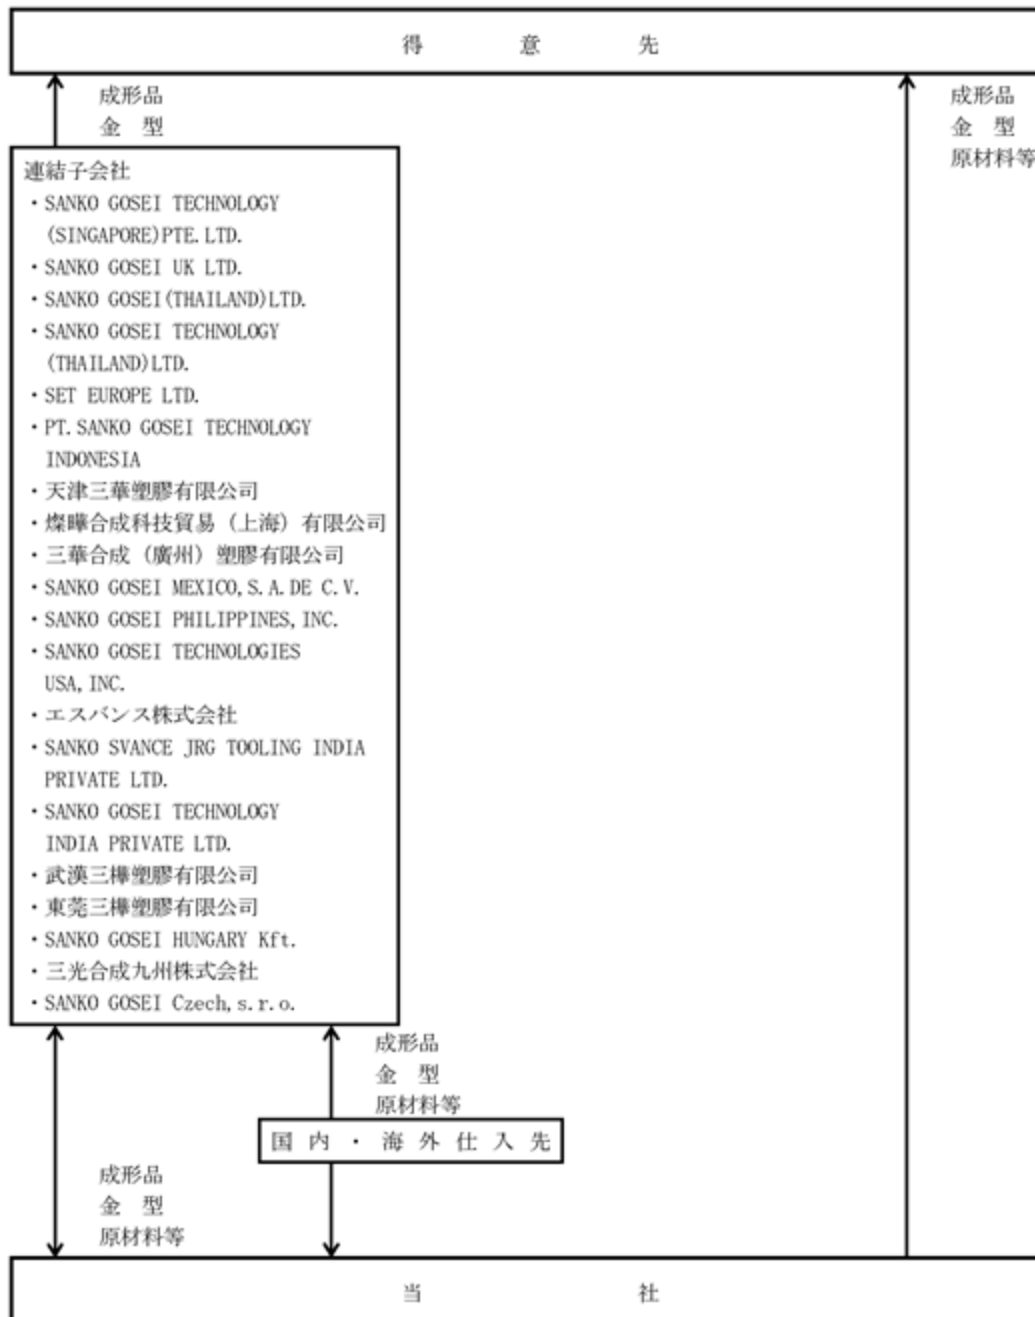 得 意 先
成形品
金 型
成形品
金 型
原材料等
連結子会社
・SANKO GOSEI TECHNOLOGY
(SINGAPORE)PTE.LTD.
・SANKO GOSEI UK LTD.
・SANKO GOSEI(THAILAND)LTD.
・SANKO GOSEI TECHNOLOGY
(THAILAND)LTD.
・SET EUROPE LTD.
・PT.SANKO GOSEI TECHNOLOGY
INDONESIA
・天津三華塑膠有限公司
・燦曄合成科技貿易（上海）有限公司
・三華合成（廣州）塑膠有限公司
・SANKO GOSEI MEXICO,S.A.DE C.V.
・SANKO GOSEI PHILIPPINES,INC.
・SANKO GOSEI TECHNOLOGIES
USA,INC.
・エスバンス株式会社
・SANKO SVANCE JRG TOOLING INDIA
PRIVATE LTD.
・SANKO GOSEI TECHNOLOGY
INDIA PRIVATE LTD.
・武漢三樺塑膠有限公司
・東莞三樺塑膠有限公司
・SANKO GOSEI HUNGARY Kft.
・三光合成九州株式会社
・SANKO GOSEI Czech,s.r.o.
成形品
金 型
原材料等
国 内 ・ 海 外 仕 入 先
成形品
金 型
原材料等
当 社